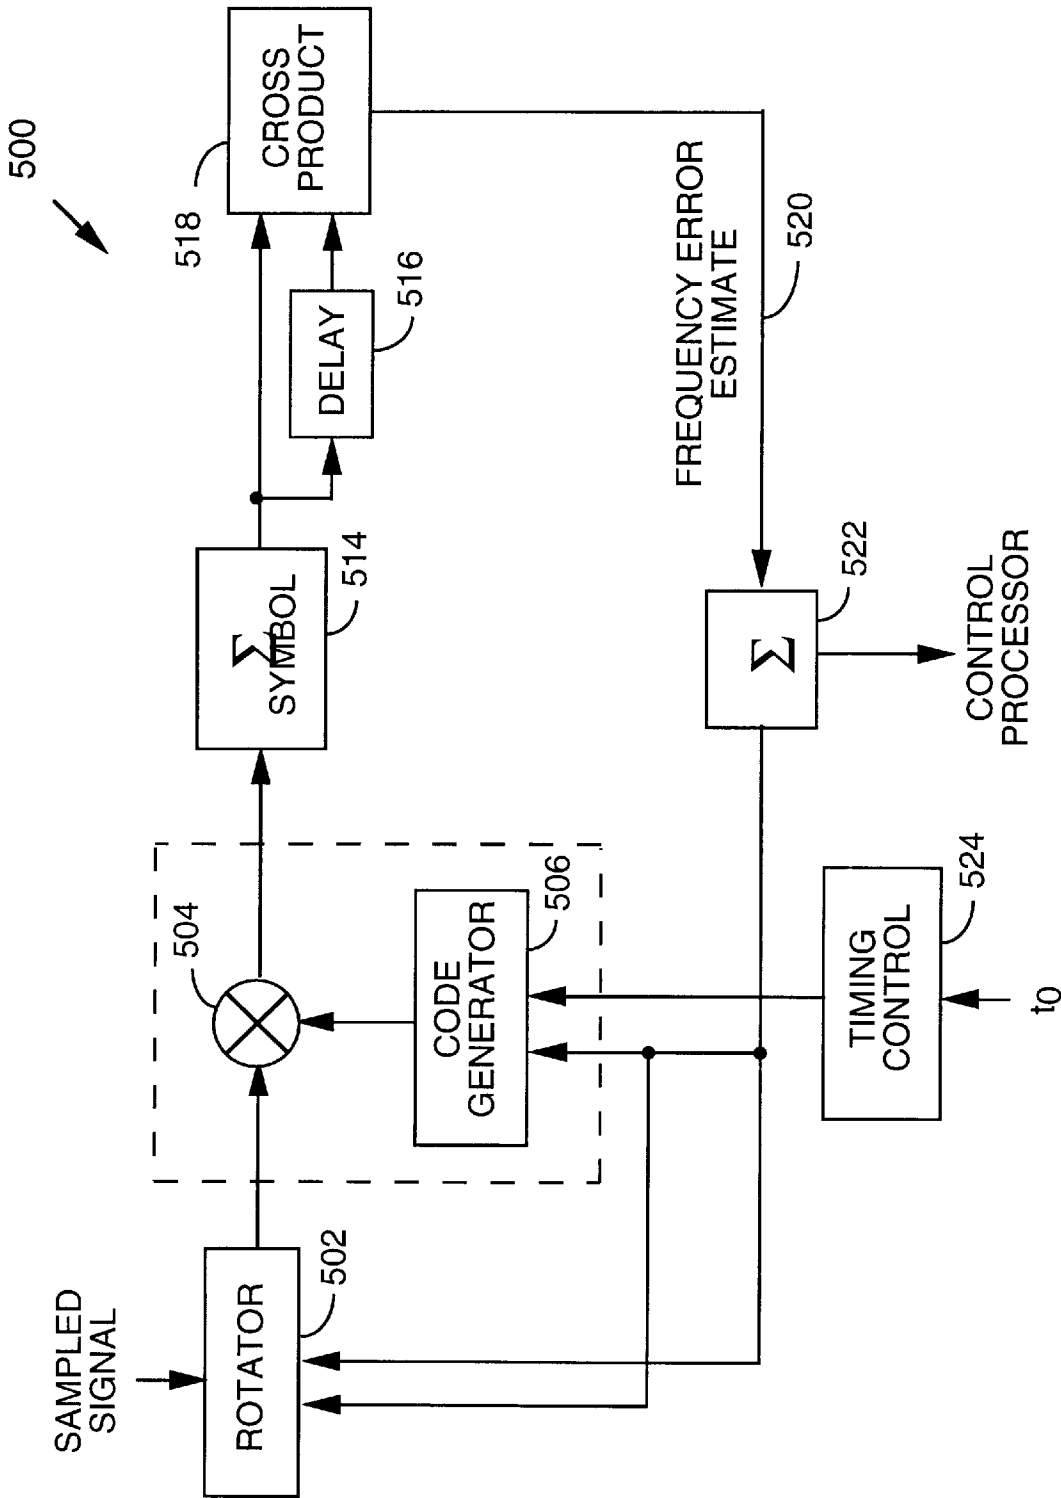 500
SAMPLED
SIGNAL
ROTATOR
502
504
CODE
GENERATOR
506
Σ
SYMBOL
514
DELAY
516
CROSS
PRODUCT
518
FREQUENCY ERROR
ESTIMATE
520
Σ
522
CONTROL
PROCESSOR
TIMING
CONTROL
524
t0